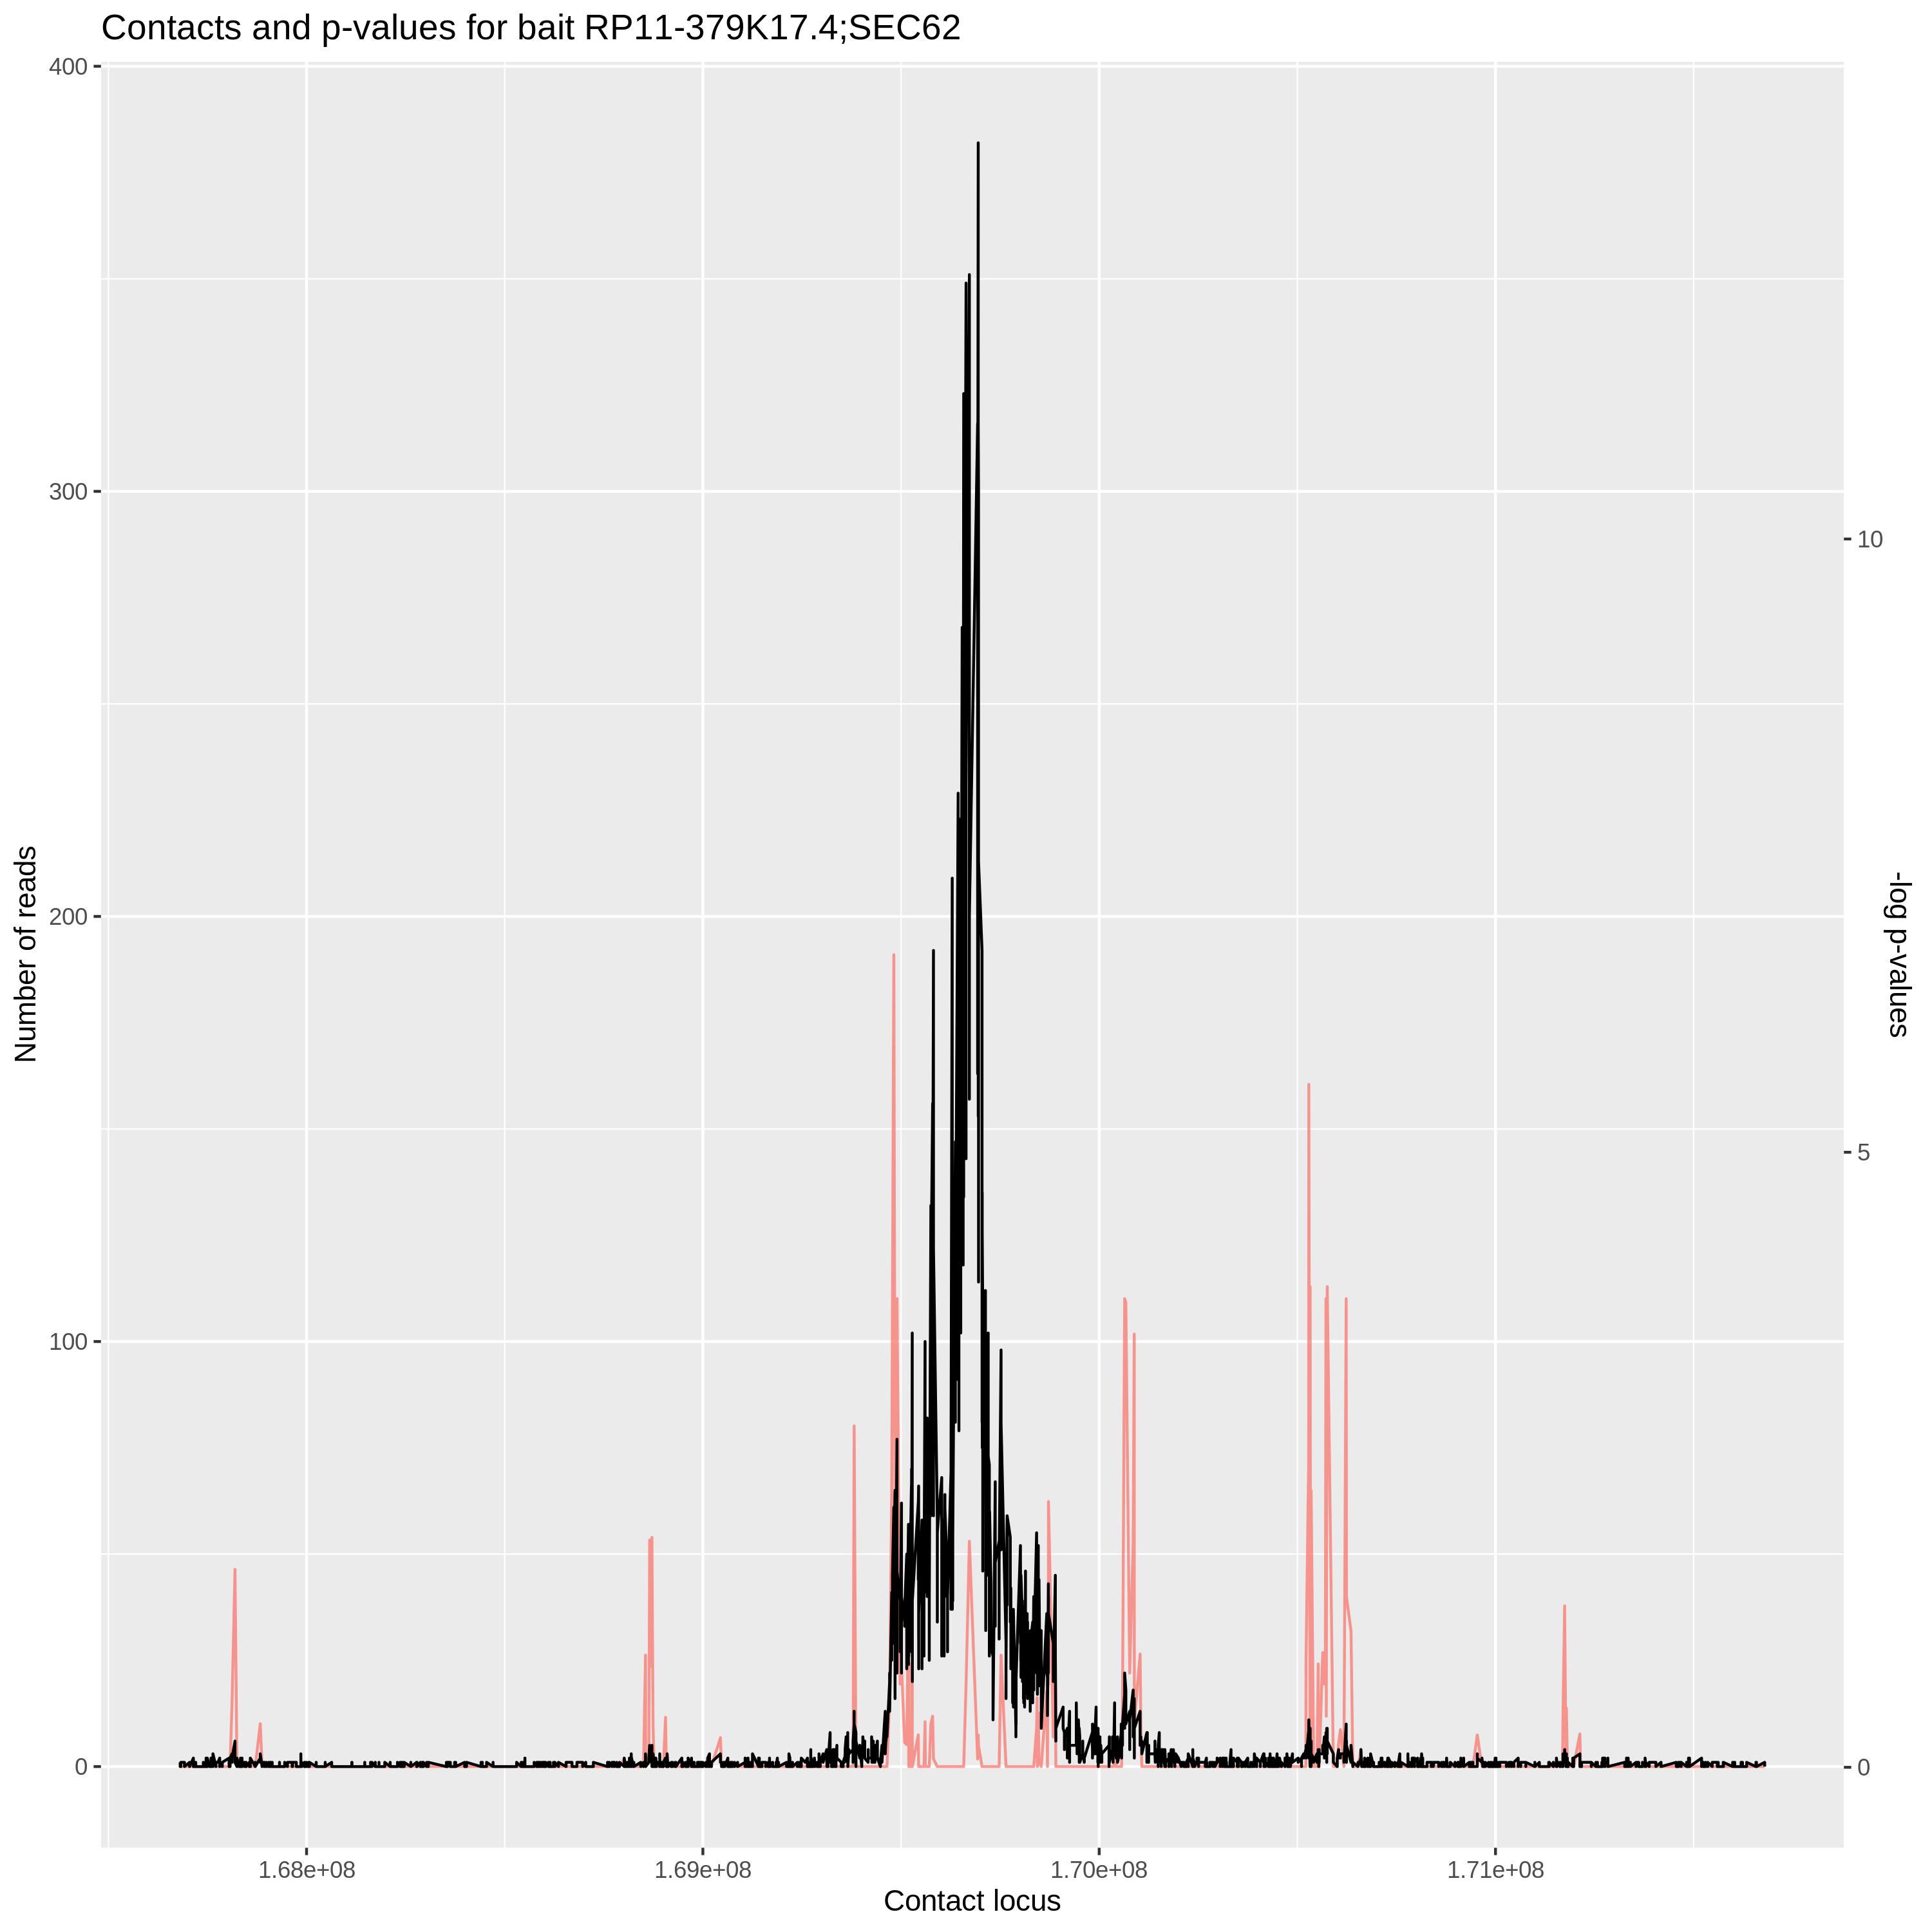 Contacts and p-values for bait RP11-379K17.4;SEC62
400
300
200
100
0
Number of reads
10
5
0
-log p-values
1.68e+08
1.69e+08
1.70e+08
1.71e+08
Contact locus